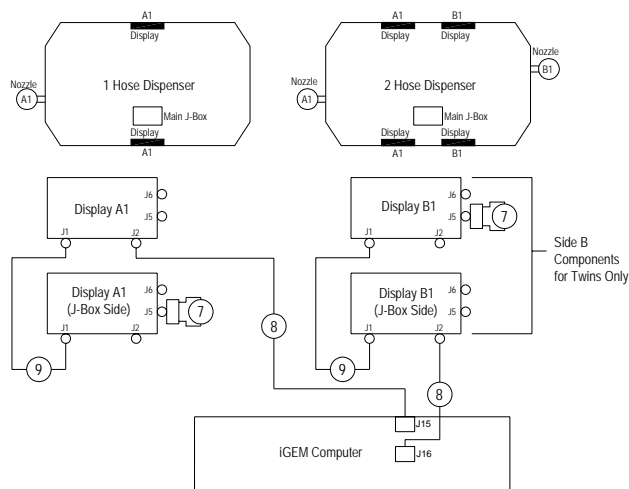 A1
Display
Nozzle
A1
1 Hose Dispenser
Main J-Box
Display
A1
A1
B1
Display
Display
Nozzle
A1
Nozzle
B1
2 Hose Dispenser
Main J-Box
Display
Display
A1
B1
Display A1
J6
J5
J1
J2
Display A1
(J-Box Side)
J6
J5
J1
J2
7
9
8
Display B1
J6
J5
J1
J2
7
Display B1
(J-Box Side)
J6
J5
J1
J2
9
8
Side B
Components
for Twins Only
iGEM Computer
J15
J16